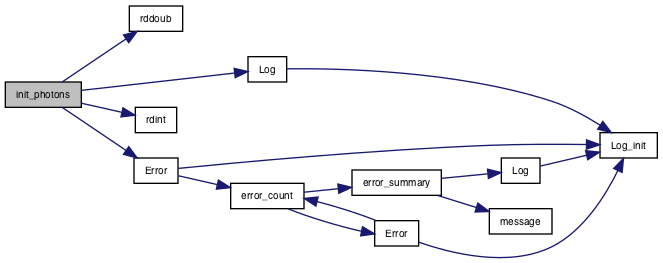 rddoub
Log
init_photons
rdint
Log_init
Error
Log
error_summary
error_count
message
Error